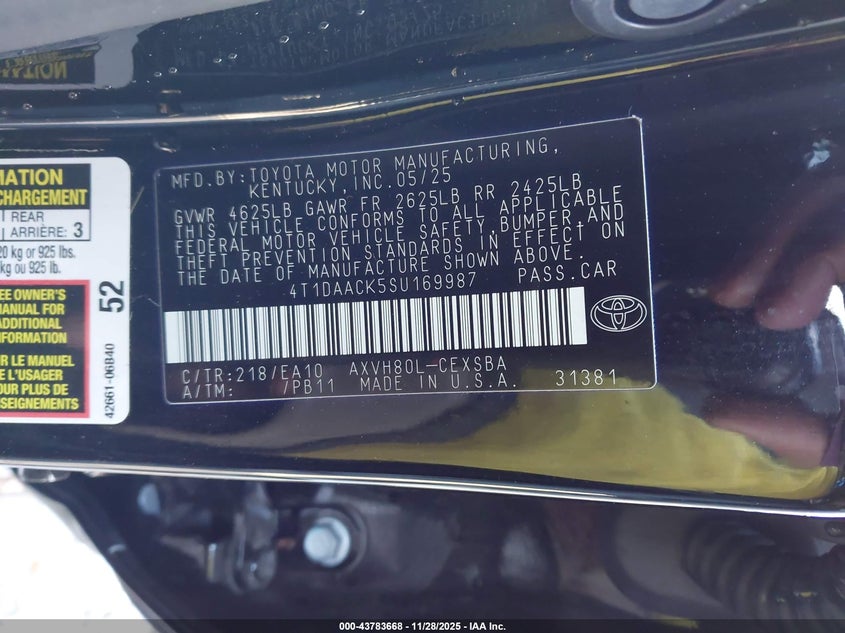 MATION
CHARGEMENT
REAR
ARRIÈRE: 3
20 kg or 925 lbs.
kg ou 925 lb.
EE OWNER'S
MANUAL FOR
ADDITIONAL
INFORMATION
R LE MANUEL
E L'USAGER
R PLUS DE
SEIGNEMENTS
52
42661-06B40
MFD.BY:TOYOTA MOTOR MANUFACTURING,
KENTUCKY,INC.05/25
GVWR 4625LB GAWR FR 2625LB RR 2425LB
THIS VEHICLE CONFORMS TO ALL APPLICABLE
FEDERAL MOTOR VEHICLE SAFETY,BUMPER,AND
THEFT PREVENTION STANDARDS IN EFFECT ON
THE DATE OF MANUFACTURE SHOWN ABOVE.
4T1DAACK5SU169987 PASS.CAR
C/TR:218/EA10 AXVH80L-CEXSBA
A/TM: /PB11 MADE IN U.S.A. 31381
000-43783668 - 11/28/2025 - IAA Inc.